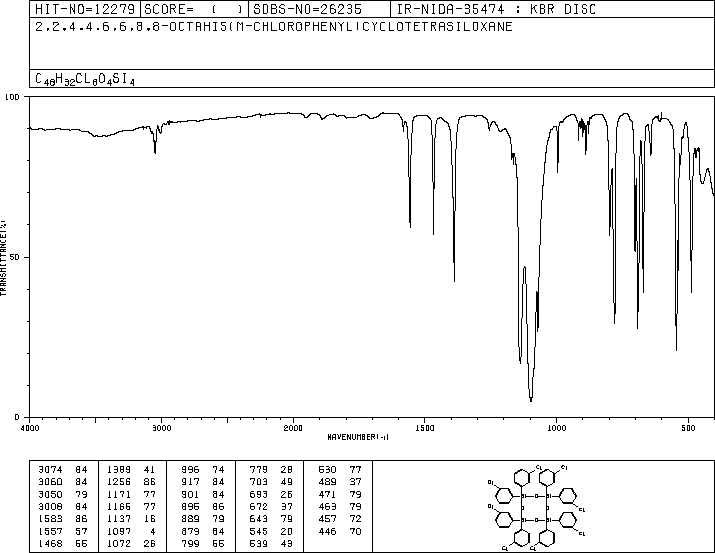 HIT-NO=12279 SCORE= ( ) SDBS-NO=26235 IR-NIDA-35474 : KBR DISC
2,2,4,4,6,6,8,8-OCTAKIS(M-CHLOROPHENYL)CYCLOTETRASILOXANE
C48H32CL8O4SI4
100
TRANSMITTANCE(%)
50
0
4000 3000 2000 1500 1000 500
WAVENUMBER(-1)
3074 84 1389 41 996 74 779 28 630 77
3060 84 1256 86 917 84 703 49 489 37
3050 79 1171 77 901 84 693 26 471 79
3008 84 1166 77 895 86 672 37 463 79
1583 86 1137 16 889 79 643 79 457 72
1557 57 1097 4 879 84 545 20 446 70
1468 55 1072 26 799 55 539 43